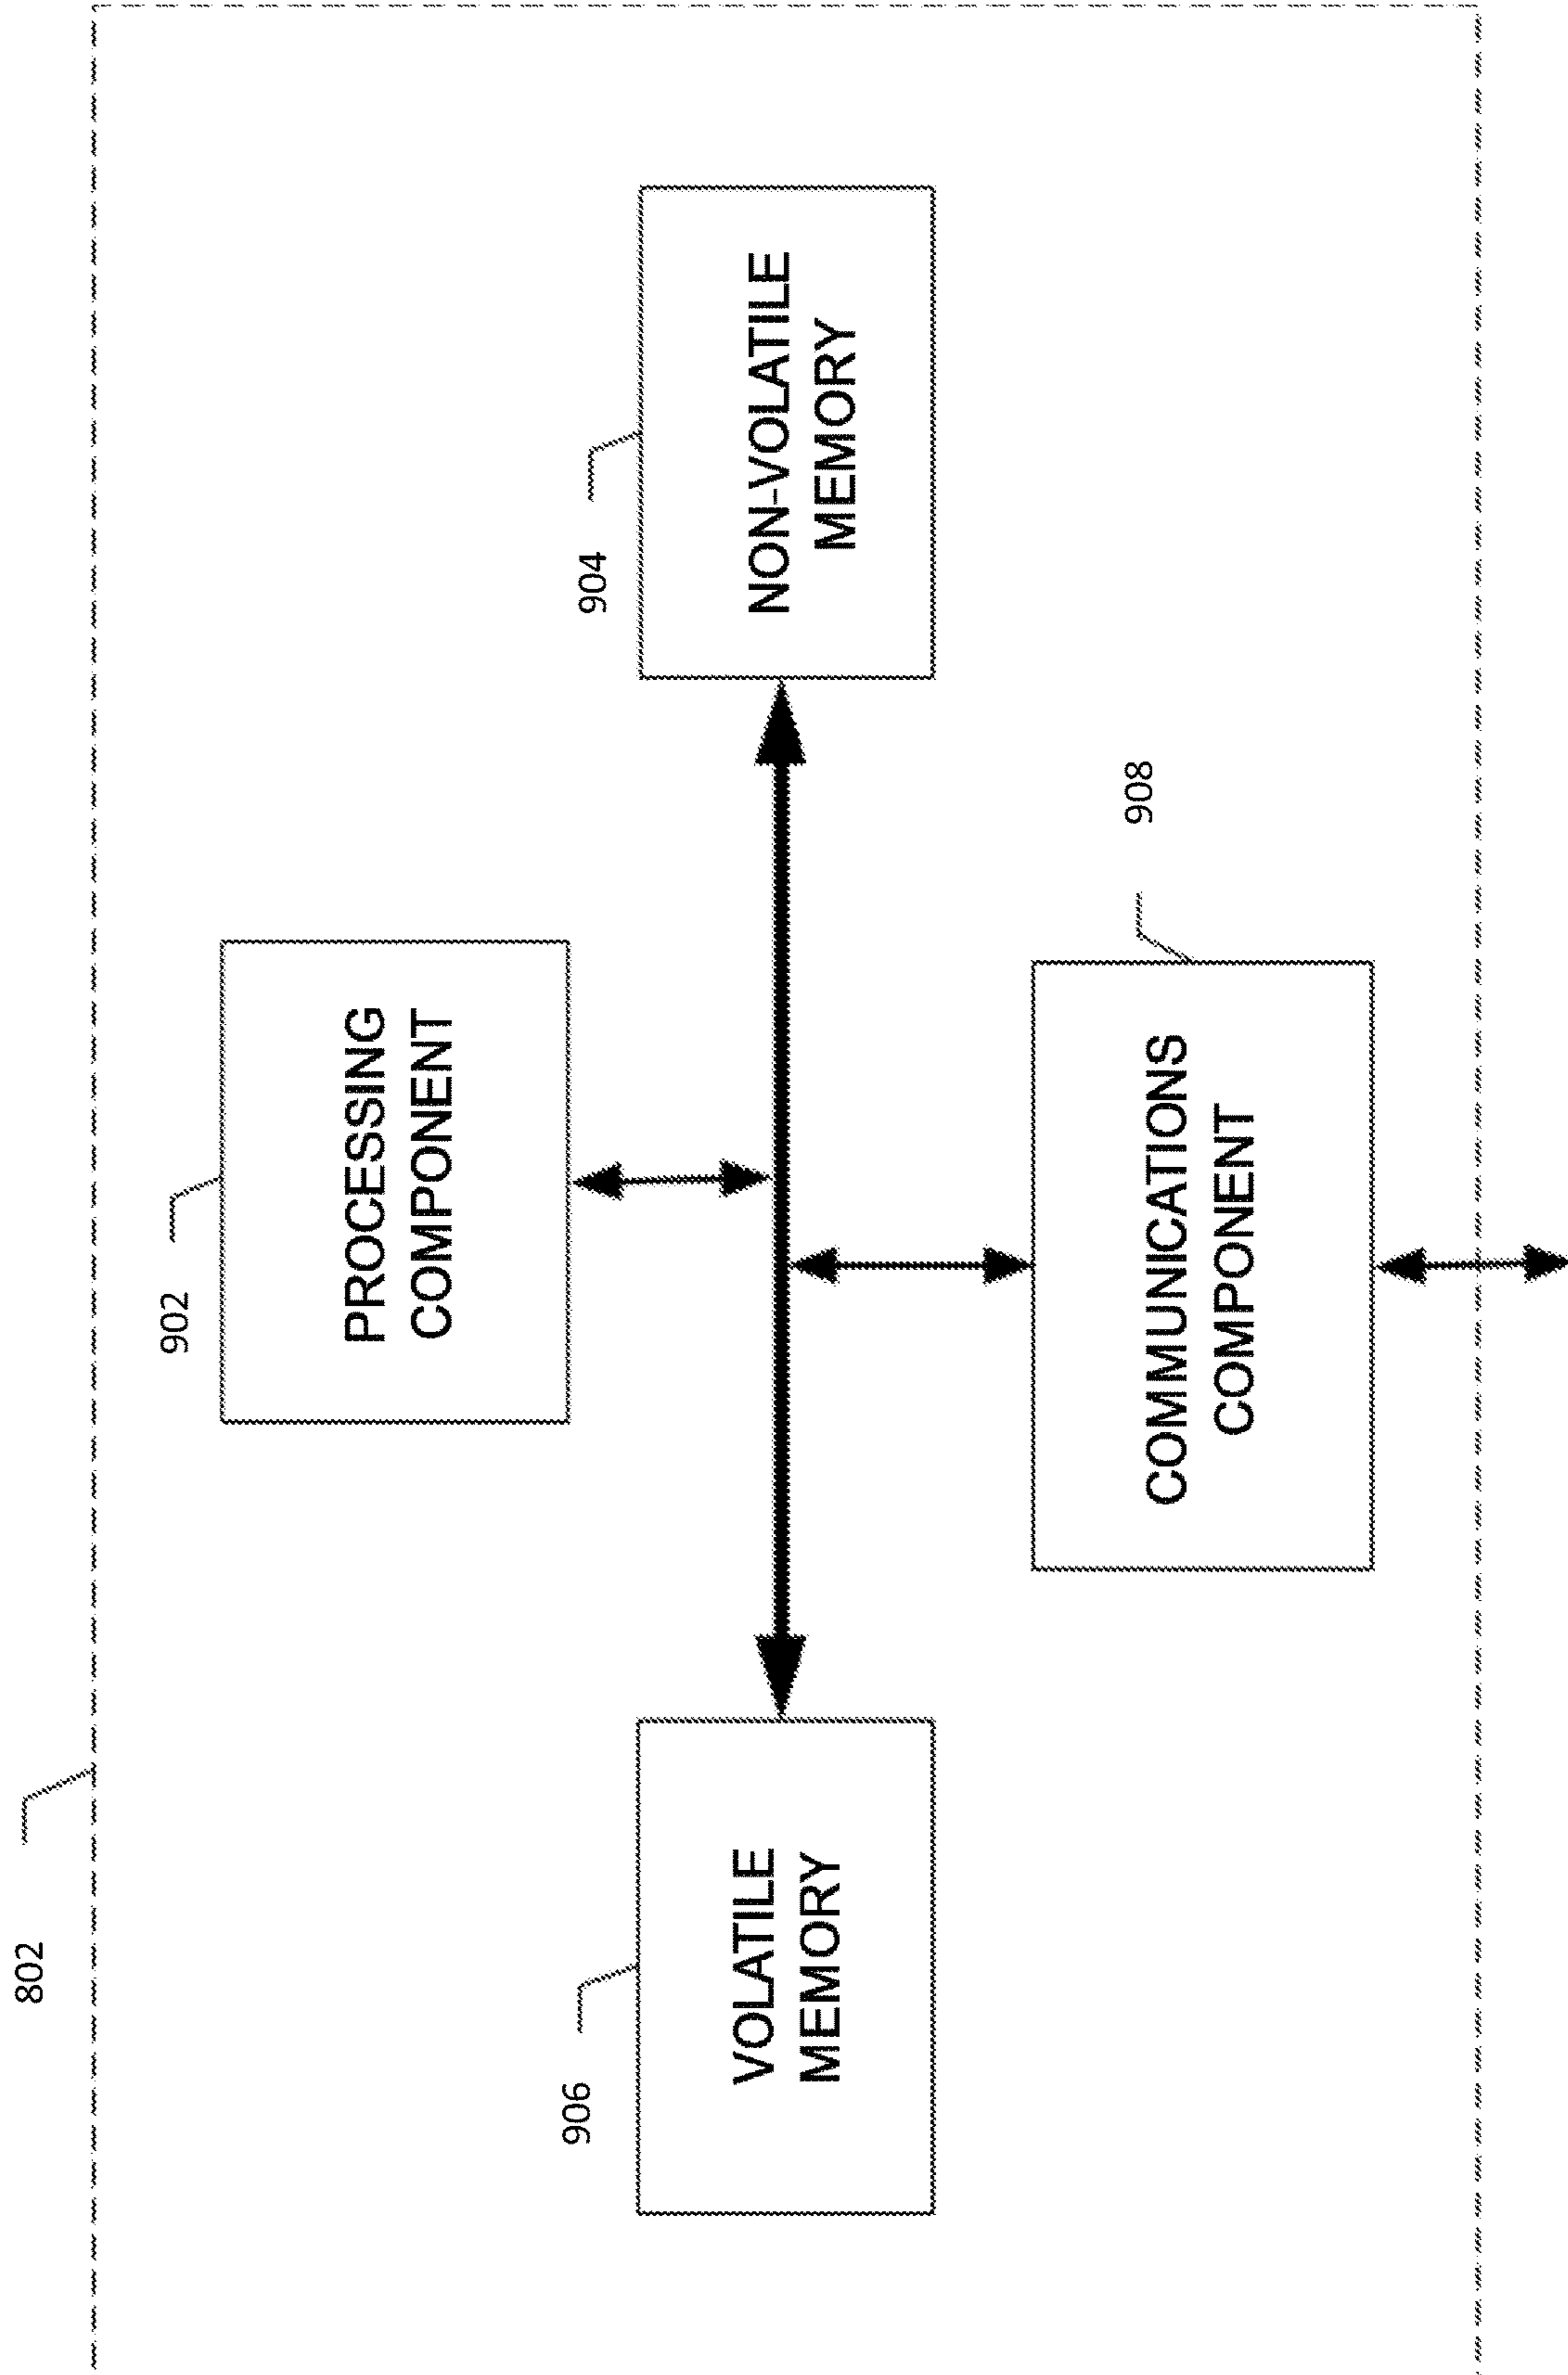 802
902
PROCESSING
COMPONENT
906
VOLATILE
MEMORY
904
NON-VOLATILE
MEMORY
908
COMMUNICATIONS
COMPONENT